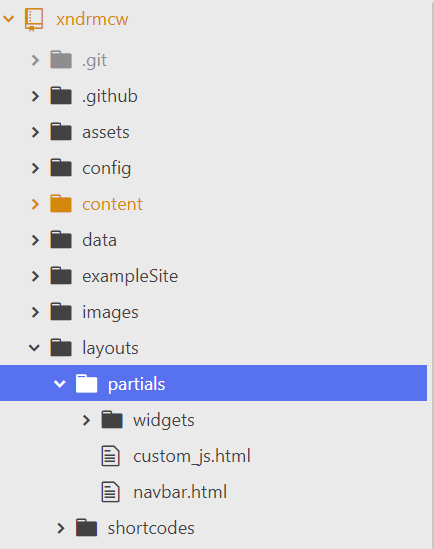 xndrmcw
.git
.github
assets
config
content
data
exampleSite
images
layouts
partials
widgets
custom_js.html
navbar.html
shortcodes